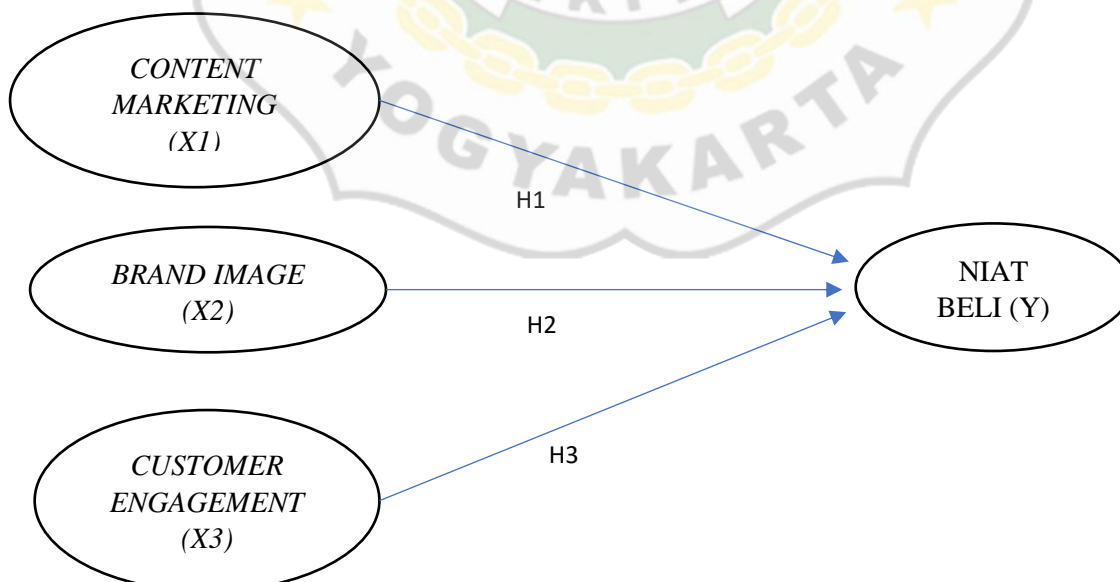 CONTENT
MARKETING
(X1)
H1
BRAND IMAGE
(X2)
H2
NIAT
BELI (Y)
H3
CUSTOMER
ENGAGEMENT
(X3)
YOGYAKARTA